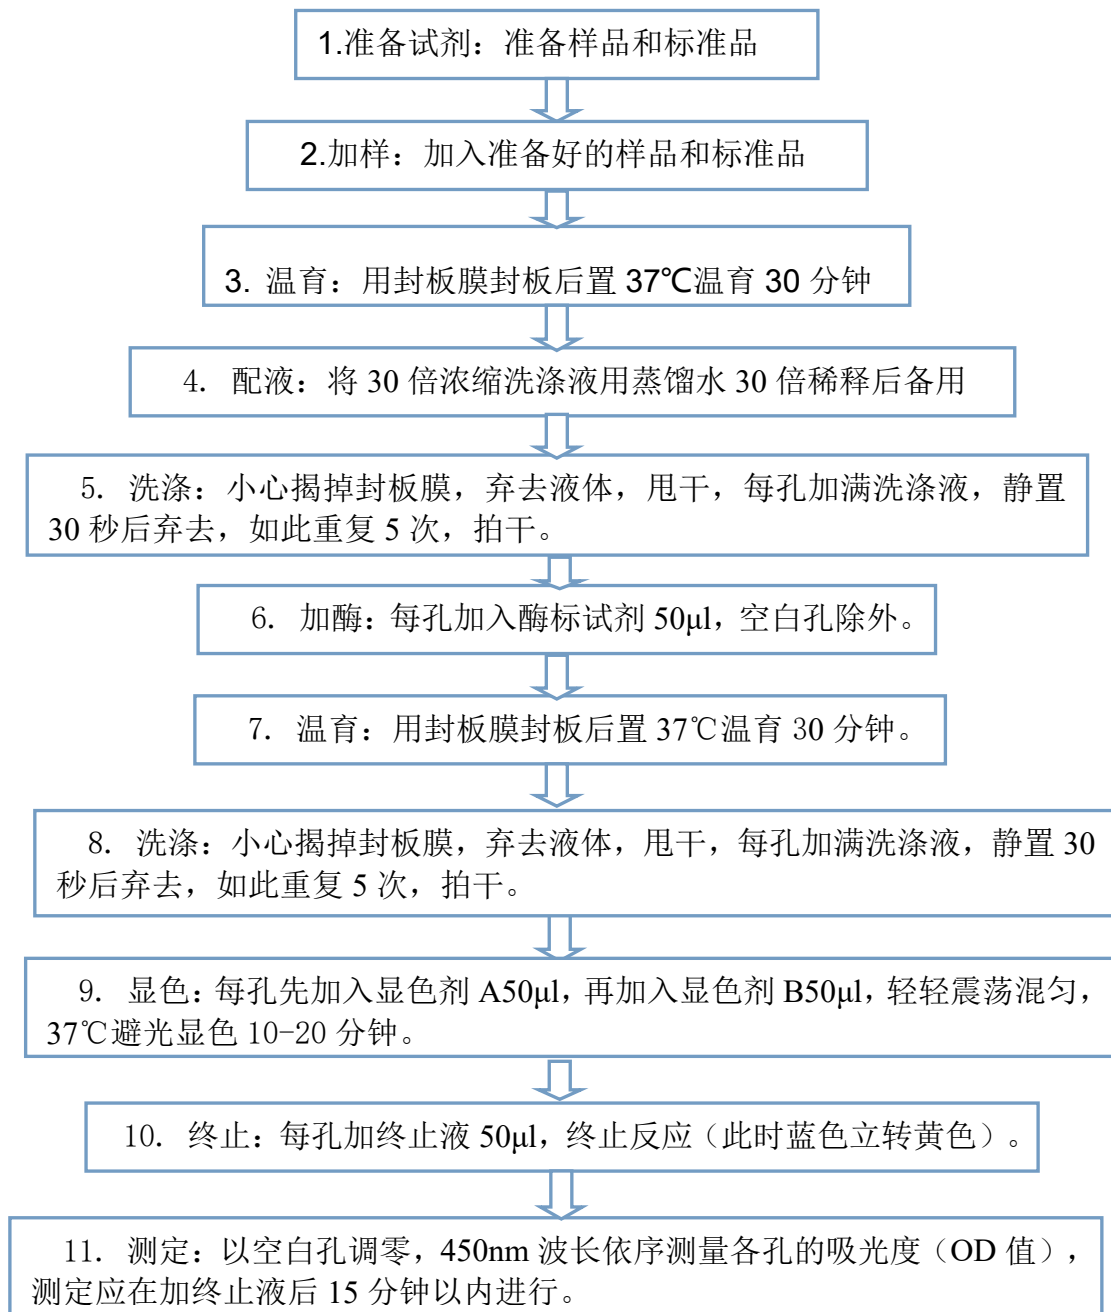 1.准备试剂：准备样品和标准品
2.加样：加入准备好的样品和标准品
3. 温育：用封板膜封板后置 37℃温育 30 分钟
4. 配液：将 30 倍浓缩洗涤液用蒸馏水 30 倍稀释后备用
5. 洗涤：小心揭掉封板膜，弃去液体，甩干，每孔加满洗涤液，静置
30 秒后弃去，如此重复 5 次，拍干。
6. 加酶：每孔加入酶标试剂 50μl，空白孔除外。
7. 温育：用封板膜封板后置 37℃温育 30 分钟。
8. 洗涤：小心揭掉封板膜，弃去液体，甩干，每孔加满洗涤液，静置 30
秒后弃去，如此重复 5 次，拍干。
9. 显色：每孔先加入显色剂 A50μl，再加入显色剂 B50μl，轻轻震荡混匀，
37℃避光显色 10-20 分钟。
10. 终止：每孔加终止液 50μl，终止反应（此时蓝色立转黄色）。
11. 测定：以空白孔调零，450nm 波长依序测量各孔的吸光度（OD 值），
测定应在加终止液后 15 分钟以内进行。